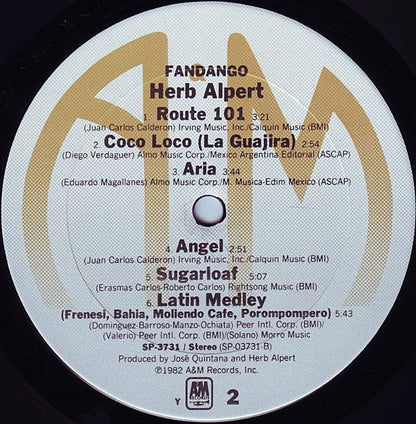 FANDANGO
Herb Alpert
1. Route 101 3:21
(Juan Carlos Calderon) Irving Music, Inc./Calquin Music (BMI)
2. Coco Loco (La Guajira) 2:54
(Diego Verdaguer) Almo Music Corp./Mexico Argentina Editorial (ASCAP)
3. Aria 3:44
(Eduardo Magallanes) Almo Music Corp./M. Musica-Edim Mexico (ASCAP)
4. Angel 2:51
(Juan Carlos Calderon) Irving Music, Inc./Calquin Music (BMI)
5. Sugarloaf 5:07
(Erasmas Carlos-Roberto Carlos) Rightsong Music (BMI)
6. Latin Medley
(Frenesi, Bahia, Moliendo Cafe, Porompompero) 5:43
(Dominguez-Barroso-Manzo-Ochiata) Peer Intl. Corp. (BMI)/
(Valerio) Peer Intl. Corp. (BMI)/(Solano) Morro Music
SP-3731 / Stereo (SP-03731-B)
Produced by José Quintana and Herb Alpert
℗1982 A&M Records, Inc.
Y A&M RECORDS 2
A&M